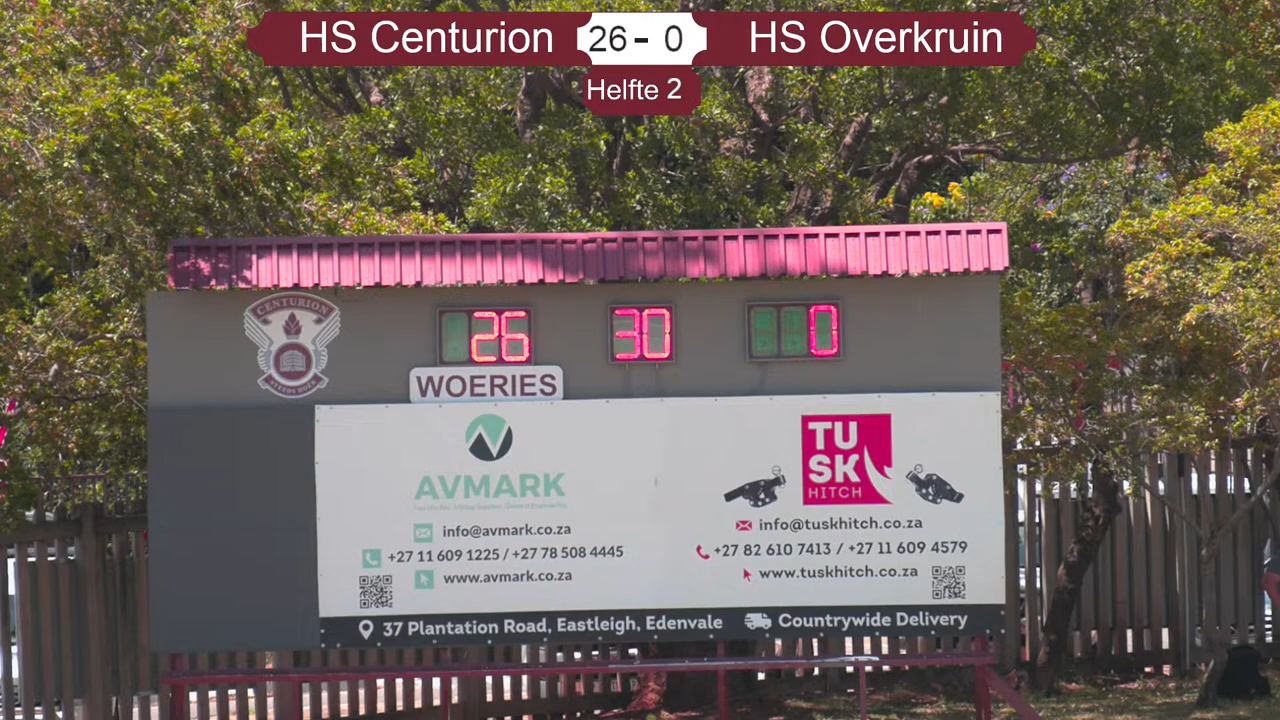 HS Centurion 26 - 0 HS Overkruin
Helfte 2
CENTURION
26 30 0
WOERIES
AVMARK
info@avmark.co.za
+27 11 609 1225 / +27 78 508 4445
www.avmark.co.za
TU
SK
HITCH
info@tuskhitch.co.za
+27 82 610 7413 / +27 11 609 4579
www.tuskhitch.co.za
37 Plantation Road, Eastleigh, Edenvale
Countrywide Delivery